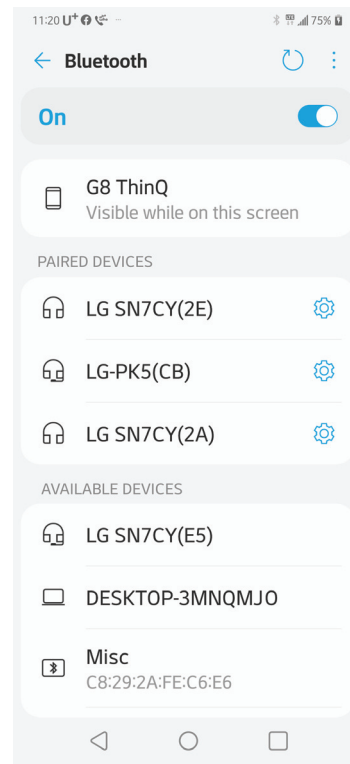 11:20 U+
75%
Bluetooth
On
G8 ThinQ
Visible while on this screen
PAIRED DEVICES
LG SN7CY(2E)
LG-PK5(CB)
LG SN7CY(2A)
AVAILABLE DEVICES
LG SN7CY(E5)
DESKTOP-3MNQMJO
Misc
C8:29:2A:FE:C6:E6